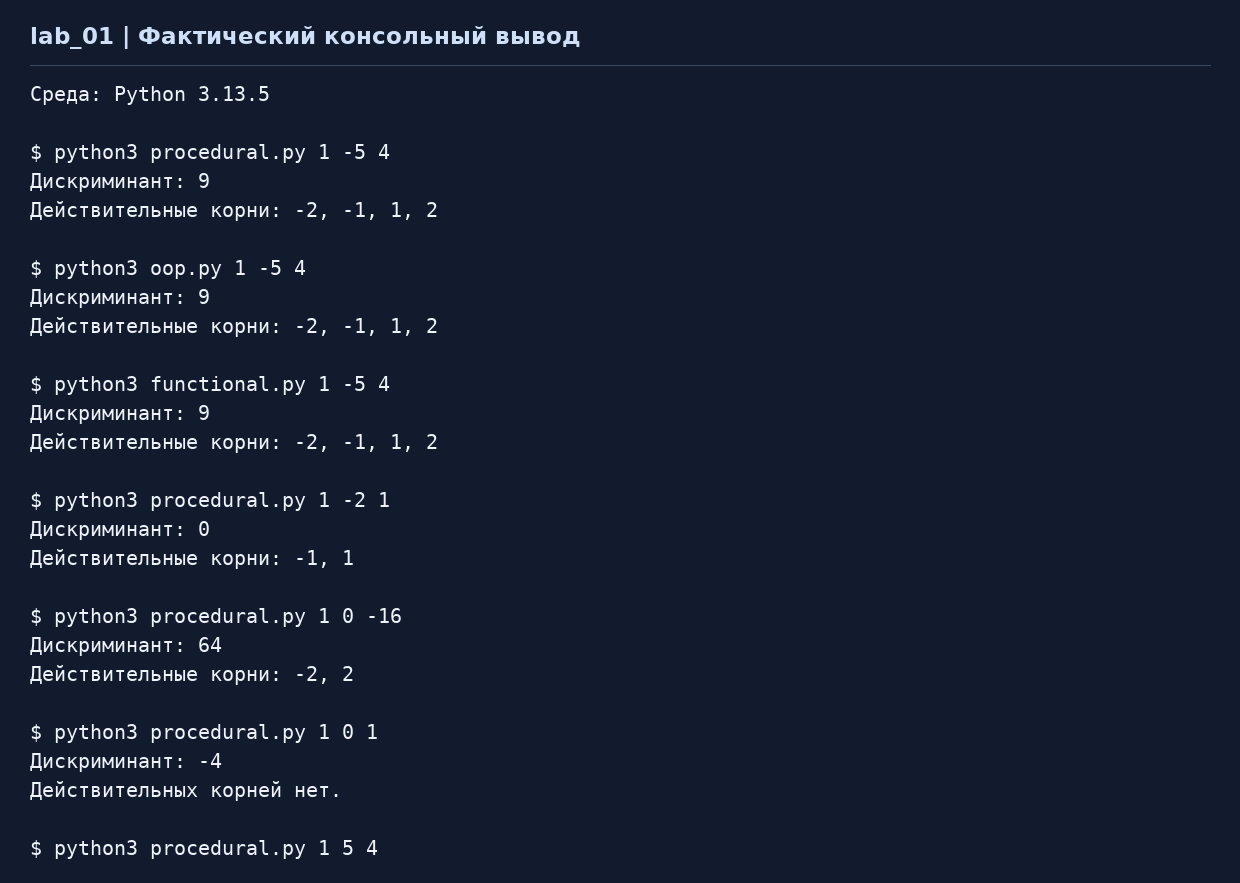 lab_01 | Фактический консольный вывод
Среда: Python 3.13.5
$ python3 procedural.py 1 -5 4
Дискриминант: 9
Действительные корни: -2, -1, 1, 2
$ python3 oop.py 1 -5 4
Дискриминант: 9
Действительные корни: -2, -1, 1, 2
$ python3 functional.py 1 -5 4
Дискриминант: 9
Действительные корни: -2, -1, 1, 2
$ python3 procedural.py 1 -2 1
Дискриминант: 0
Действительные корни: -1, 1
$ python3 procedural.py 1 0 -16
Дискриминант: 64
Действительные корни: -2, 2
$ python3 procedural.py 1 0 1
Дискриминант: -4
Действительных корней нет.
$ python3 procedural.py 1 5 4